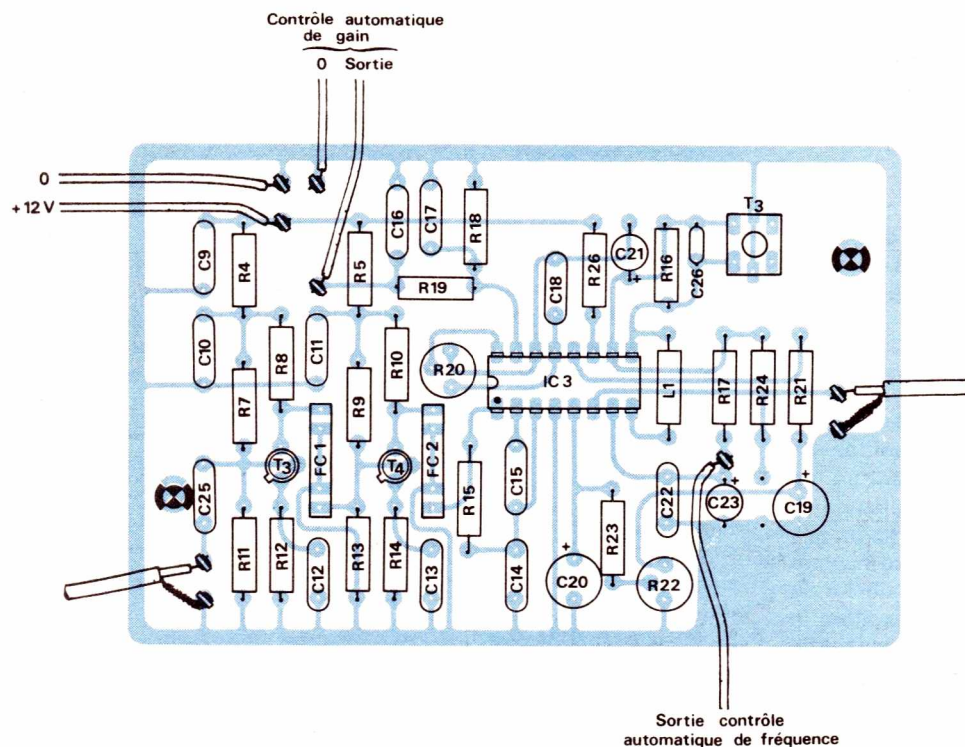 Contrôle automatique
de gain
0 Sortie
0
+12 V
C9
R4
R5
C16
C17
R18
R19
C18
R26
C21
+
R16
C26
T3
C10
R8
C11
R10
R20
IC 3
L1
R17
R24
R21
R7
R9
T3
FC 1
T4
FC 2
R15
C15
C22
+
C23
+
C19
C25
R11
R12
C12
R13
R14
C13
C14
+
C20
R23
R22
Sortie contrôle
automatique de fréquence